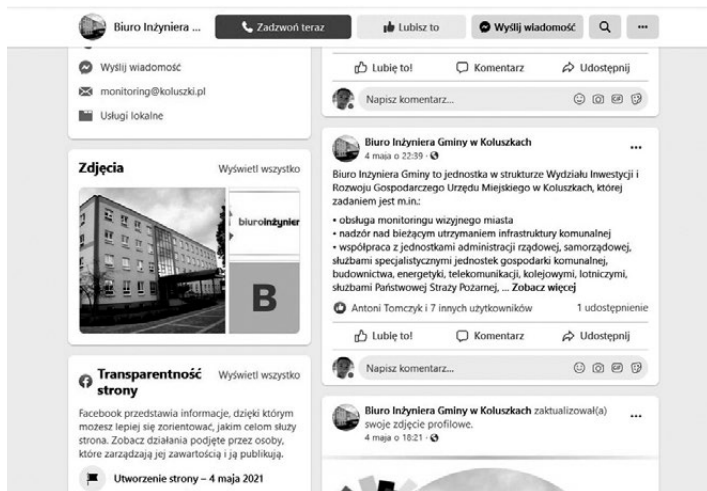 Biuro Inżyniera ...
Zadzwoń teraz
Lubisz to
Wyślij wiadomość
Wyślij wiadomość
monitoring@koluszki.pl
Usługi lokalne
Zdjęcia
Wyświetl wszystko
biuroinżynier
B
Transparentność
strony
Wyświetl wszystko
Facebook przedstawia informacje, dzięki którym
możesz lepiej się zorientować, jakim celom służy
strona. Zobacz działania podjęte przez osoby,
które zarządzają jej zawartością i ją publikują.
Utworzenie strony – 4 maja 2021
Lubię to!
Komentarz
Udostępnij
Napisz komentarz...
GIF
Biuro Inżyniera Gminy w Koluszkach
4 maja o 22:39 ·
Biuro Inżyniera Gminy to jednostka w strukturze Wydziału Inwestycji i
Rozwoju Gospodarczego Urzędu Miejskiego w Koluszkach, której
zadaniem jest m.in.:
• obsługa monitoringu wizyjnego miasta
• nadzór nad bieżącym utrzymaniem infrastruktury komunalnej
• współpraca z jednostkami administracji rządowej, samorządowej,
służbami specjalistycznymi jednostek gospodarki komunalnej,
budownictwa, energetyki, telekomunikacji, kolejowymi, lotniczymi,
służbami Państwowej Straży Pożarnej, ... Zobacz więcej
Antoni Tomczyk i 7 innych użytkowników
1 udostępnienie
Lubię to!
Komentarz
Udostępnij
Napisz komentarz...
GIF
Biuro Inżyniera Gminy w Koluszkach zaktualizował(a)
swoje zdjęcie profilowe.
4 maja o 18:21 ·